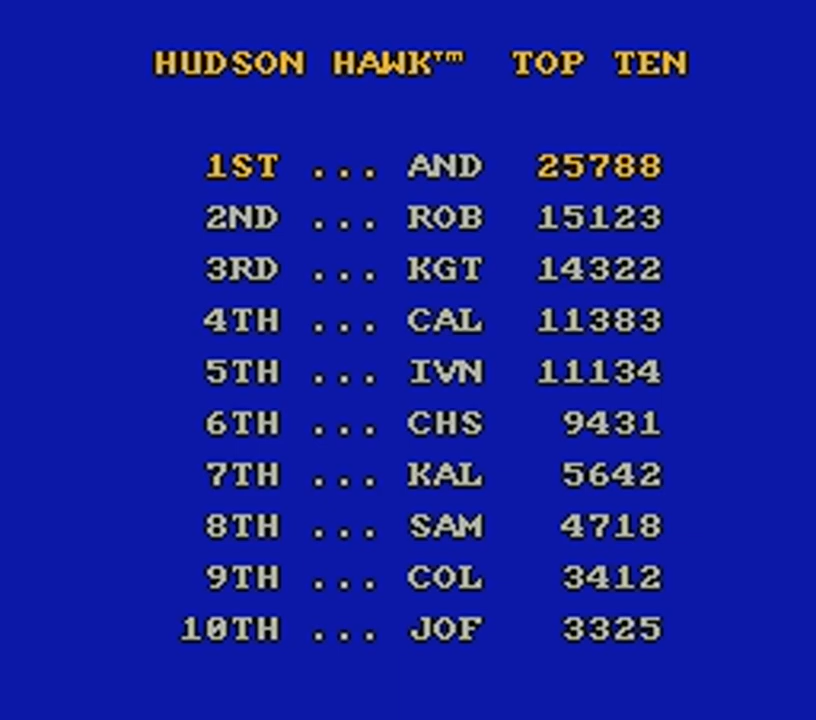 HUDSON HAWK™ TOP TEN
1ST ... AND 25788
2ND ... ROB 15123
3RD ... KGT 14322
4TH ... CAL 11383
5TH ... IVN 11134
6TH ... CHS 9431
7TH ... KAL 5642
8TH ... SAM 4718
9TH ... COL 3412
10TH ... JOF 3325